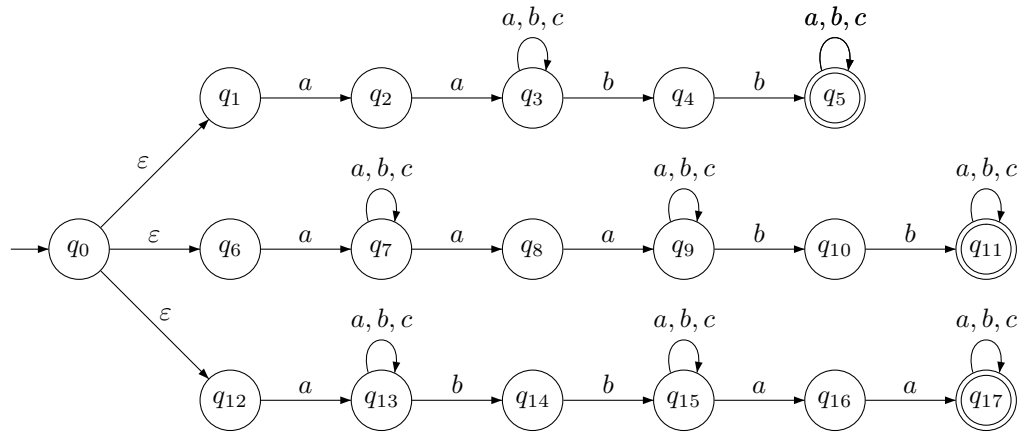 a, b, c a, b, c
q1 a q2 a q3 b q4 b q5
ε
a, b, c a, b, c a, b, c
q0 ε q6 a q7 a q8 a q9 b q10 b q11
ε
a, b, c a, b, c a, b, c
q12 a q13 b q14 b q15 a q16 a q17